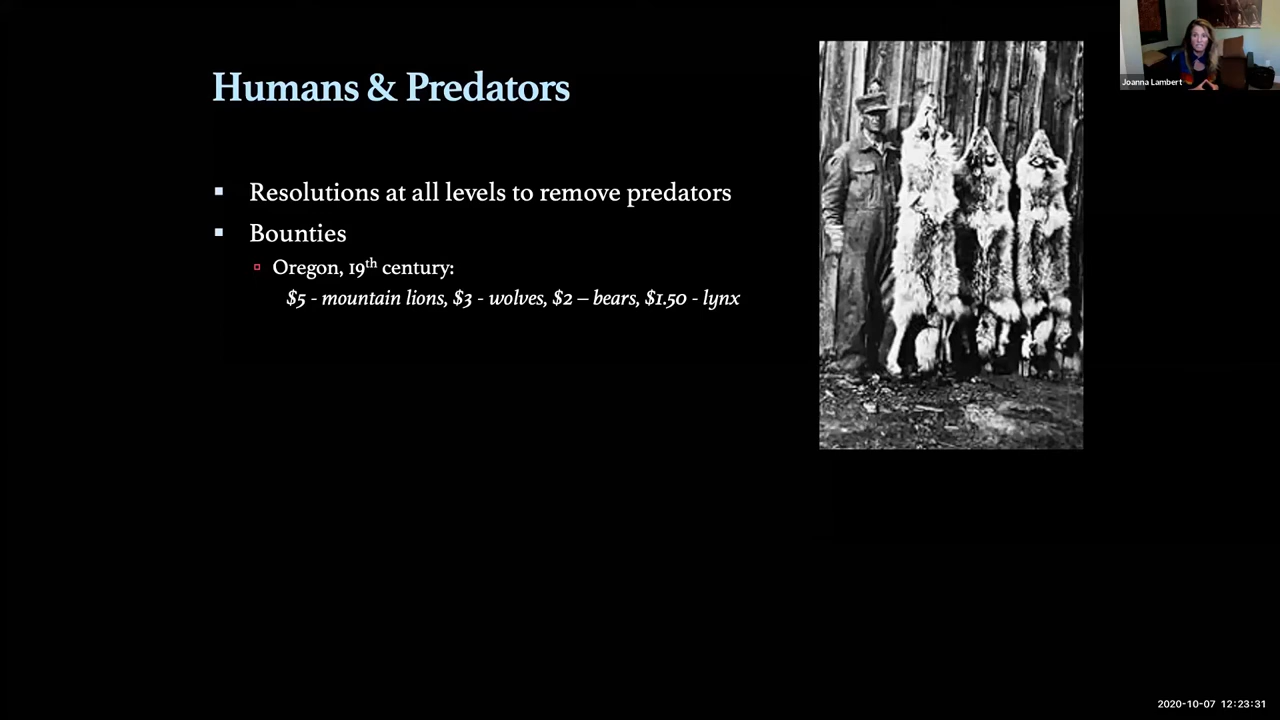 Humans & Predators
Resolutions at all levels to remove predators
Bounties
Oregon, 19th century:
$5 - mountain lions, $3 - wolves, $2 – bears, $1.50 - lynx
Joanna Lambert
2020-10-07 12:23:31